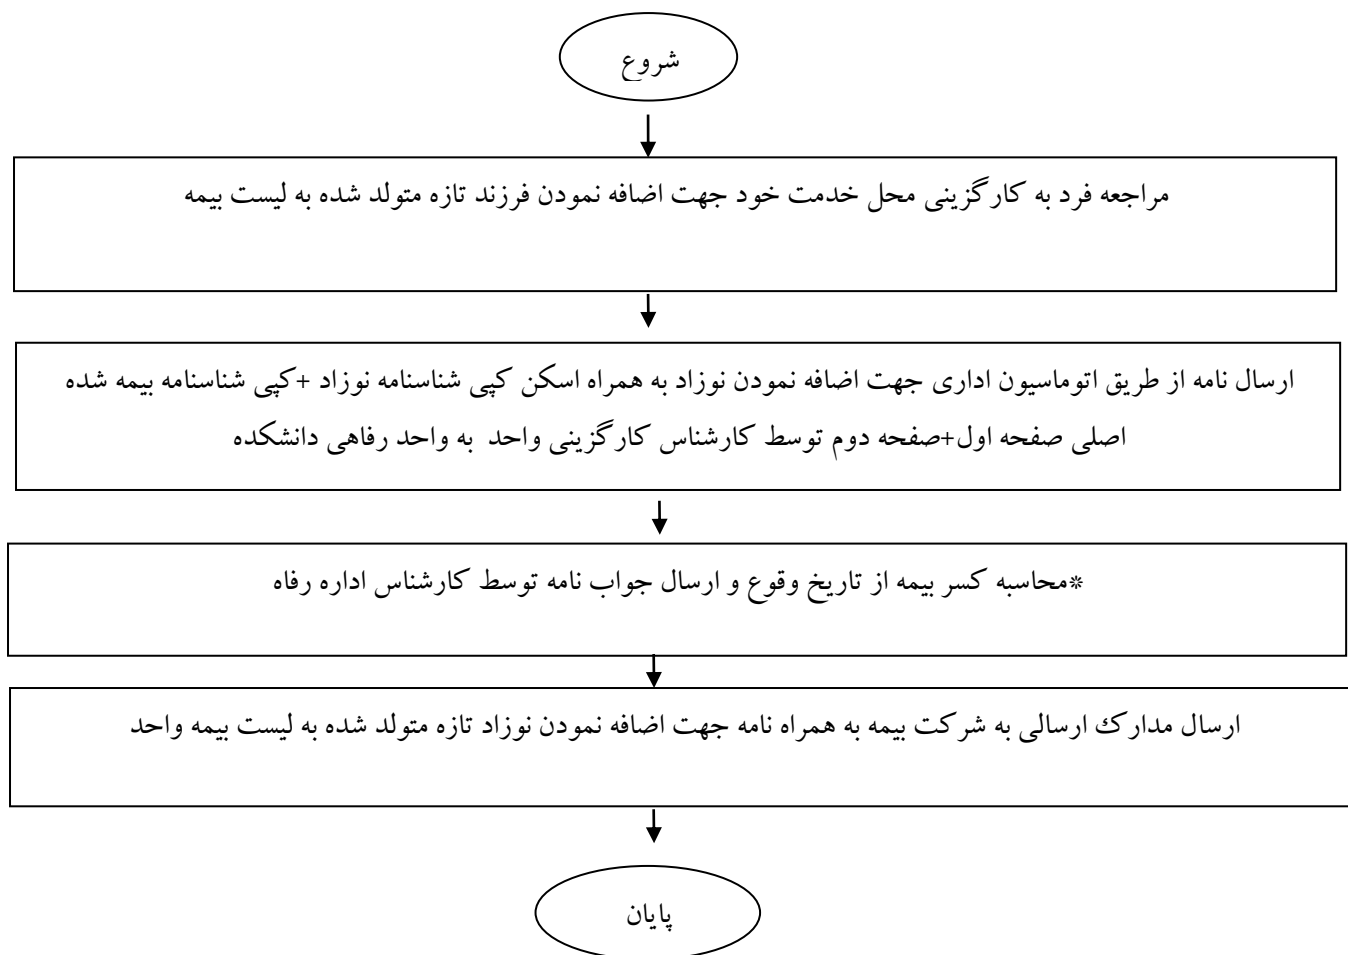 شروع
مراجعه فرد به کارگزینی محل خدمت خود جهت اضافه نمودن فرزند تازه متولد شده به لیست بیمه
ارسال نامه از طریق اتوماسیون اداری جهت اضافه نمودن نوزاد به همراه اسکن کپی شناسنامه نوزاد +کپی شناسنامه بیمه شده
اصلی صفحه اول+صفحه دوم توسط کارشناس کارگزینی واحد به واحد رفاهی دانشکده
*محاسبه کسر بیمه از تاریخ وقوع و ارسال جواب نامه توسط کارشناس اداره رفاه
ارسال مدارک ارسالی به شرکت بیمه به همراه نامه جهت اضافه نمودن نوزاد تازه متولد شده به لیست بیمه واحد
پایان